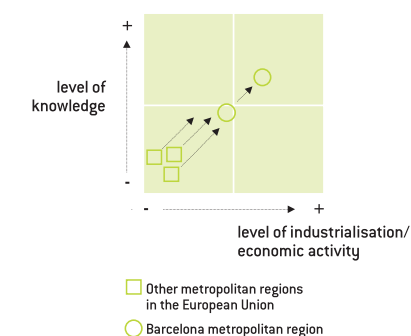 +
level of
knowledge
-
- +
level of industrialisation/
economic activity
Other metropolitan regions
in the European Union
Barcelona metropolitan region